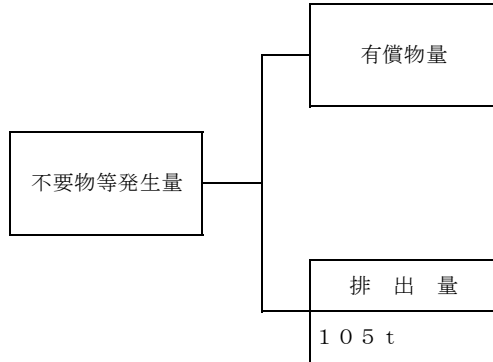 有償物量
不要物等発生量
排　出　量
１０５ｔ